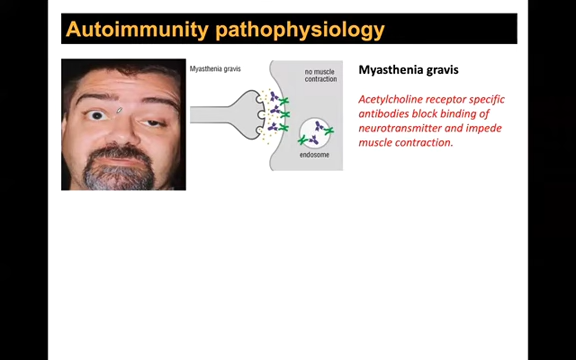 Autoimmunity pathophysiology
Myasthenia gravis
no muscle
contraction
endosome
Myasthenia gravis
Acetylcholine receptor specific
antibodies block binding of
neurotransmitter and impede
muscle contraction.